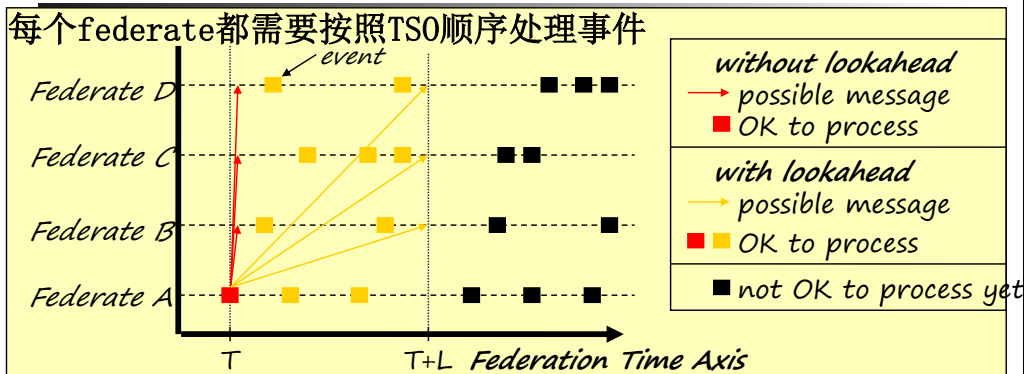 每个federate都需要按照TSO顺序处理事件
event
Federate D
Federate C
Federate B
Federate A
T
T+L
Federation Time Axis
without lookahead
possible message
OK to process
with lookahead
possible message
OK to process
not OK to process yet